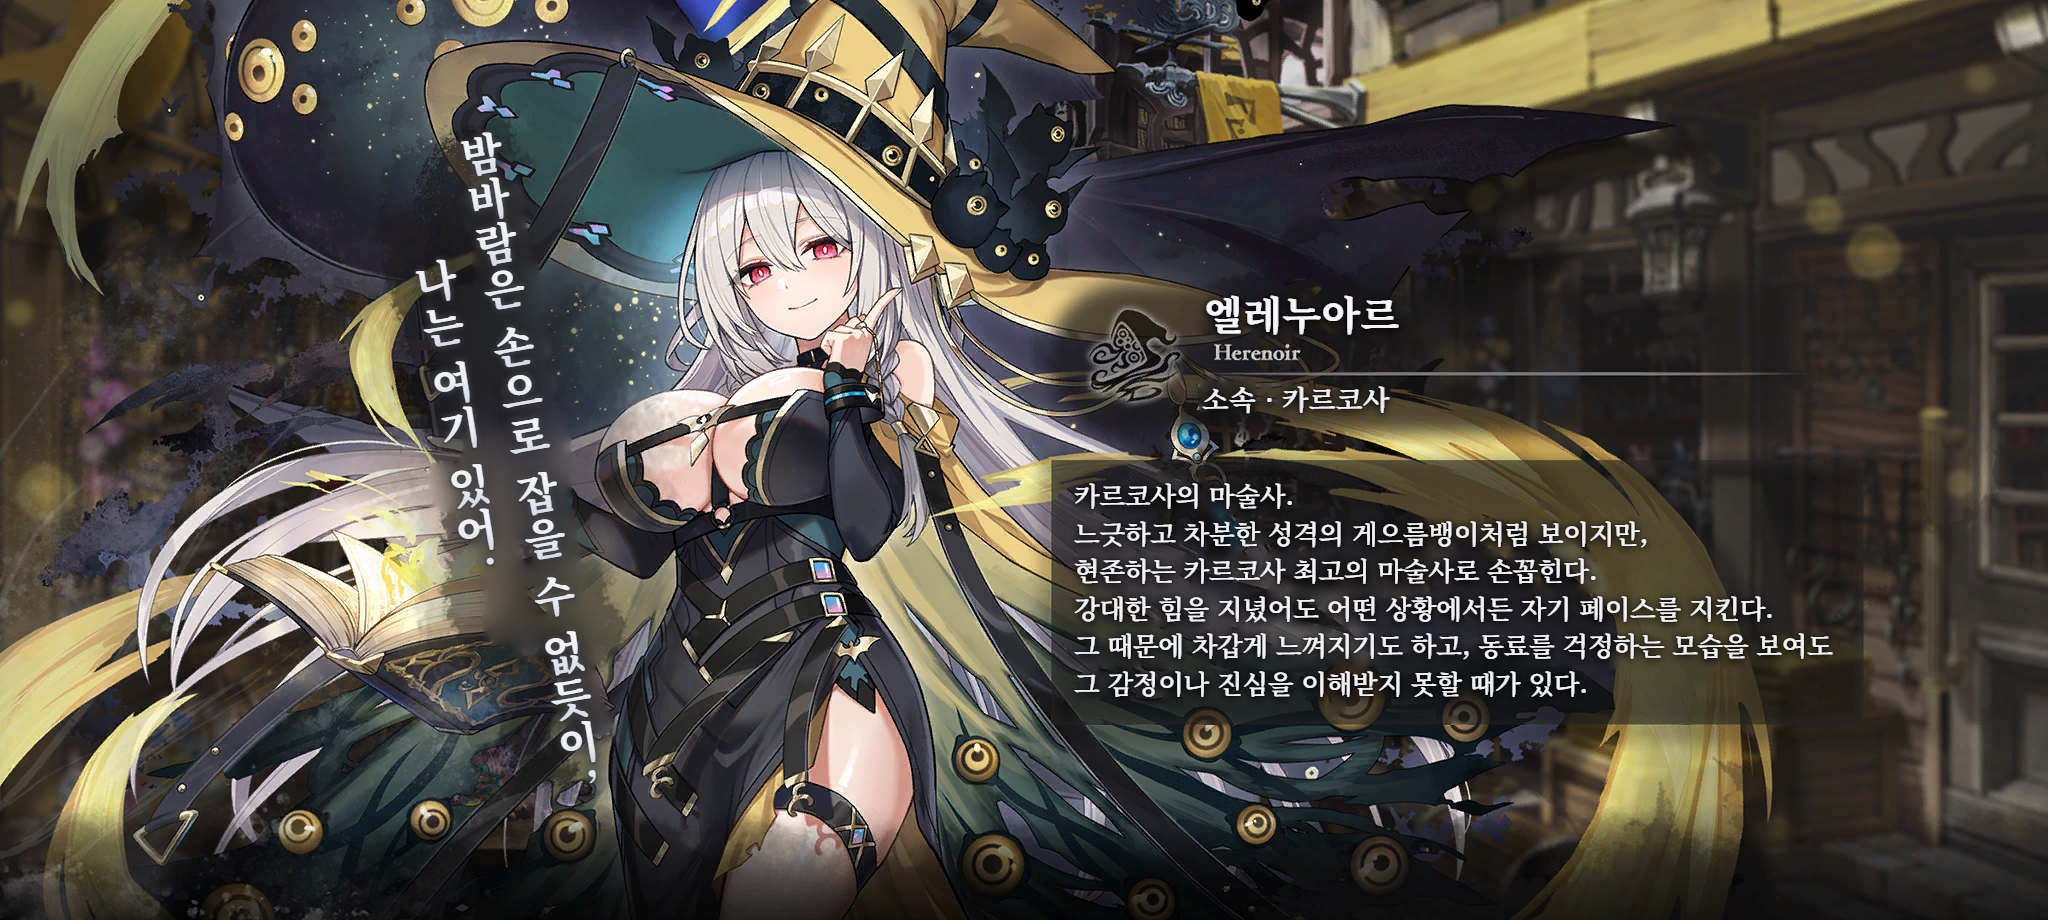 밤바람은 손으로 잡을 수 없듯이,
나는 여기 있어.
엘레누아르
Herenoir
소속 · 카르코사
카르코사의 마술사.
느긋하고 차분한 성격의 게으름뱅이처럼 보이지만,
현존하는 카르코사 최고의 마술사로 손꼽힌다.
강대한 힘을 지녔어도 어떤 상황에서든 자기 페이스를 지킨다.
그 때문에 차갑게 느껴지기도 하고, 동료를 걱정하는 모습을 보여도
그 감정이나 진심을 이해받지 못할 때가 있다.